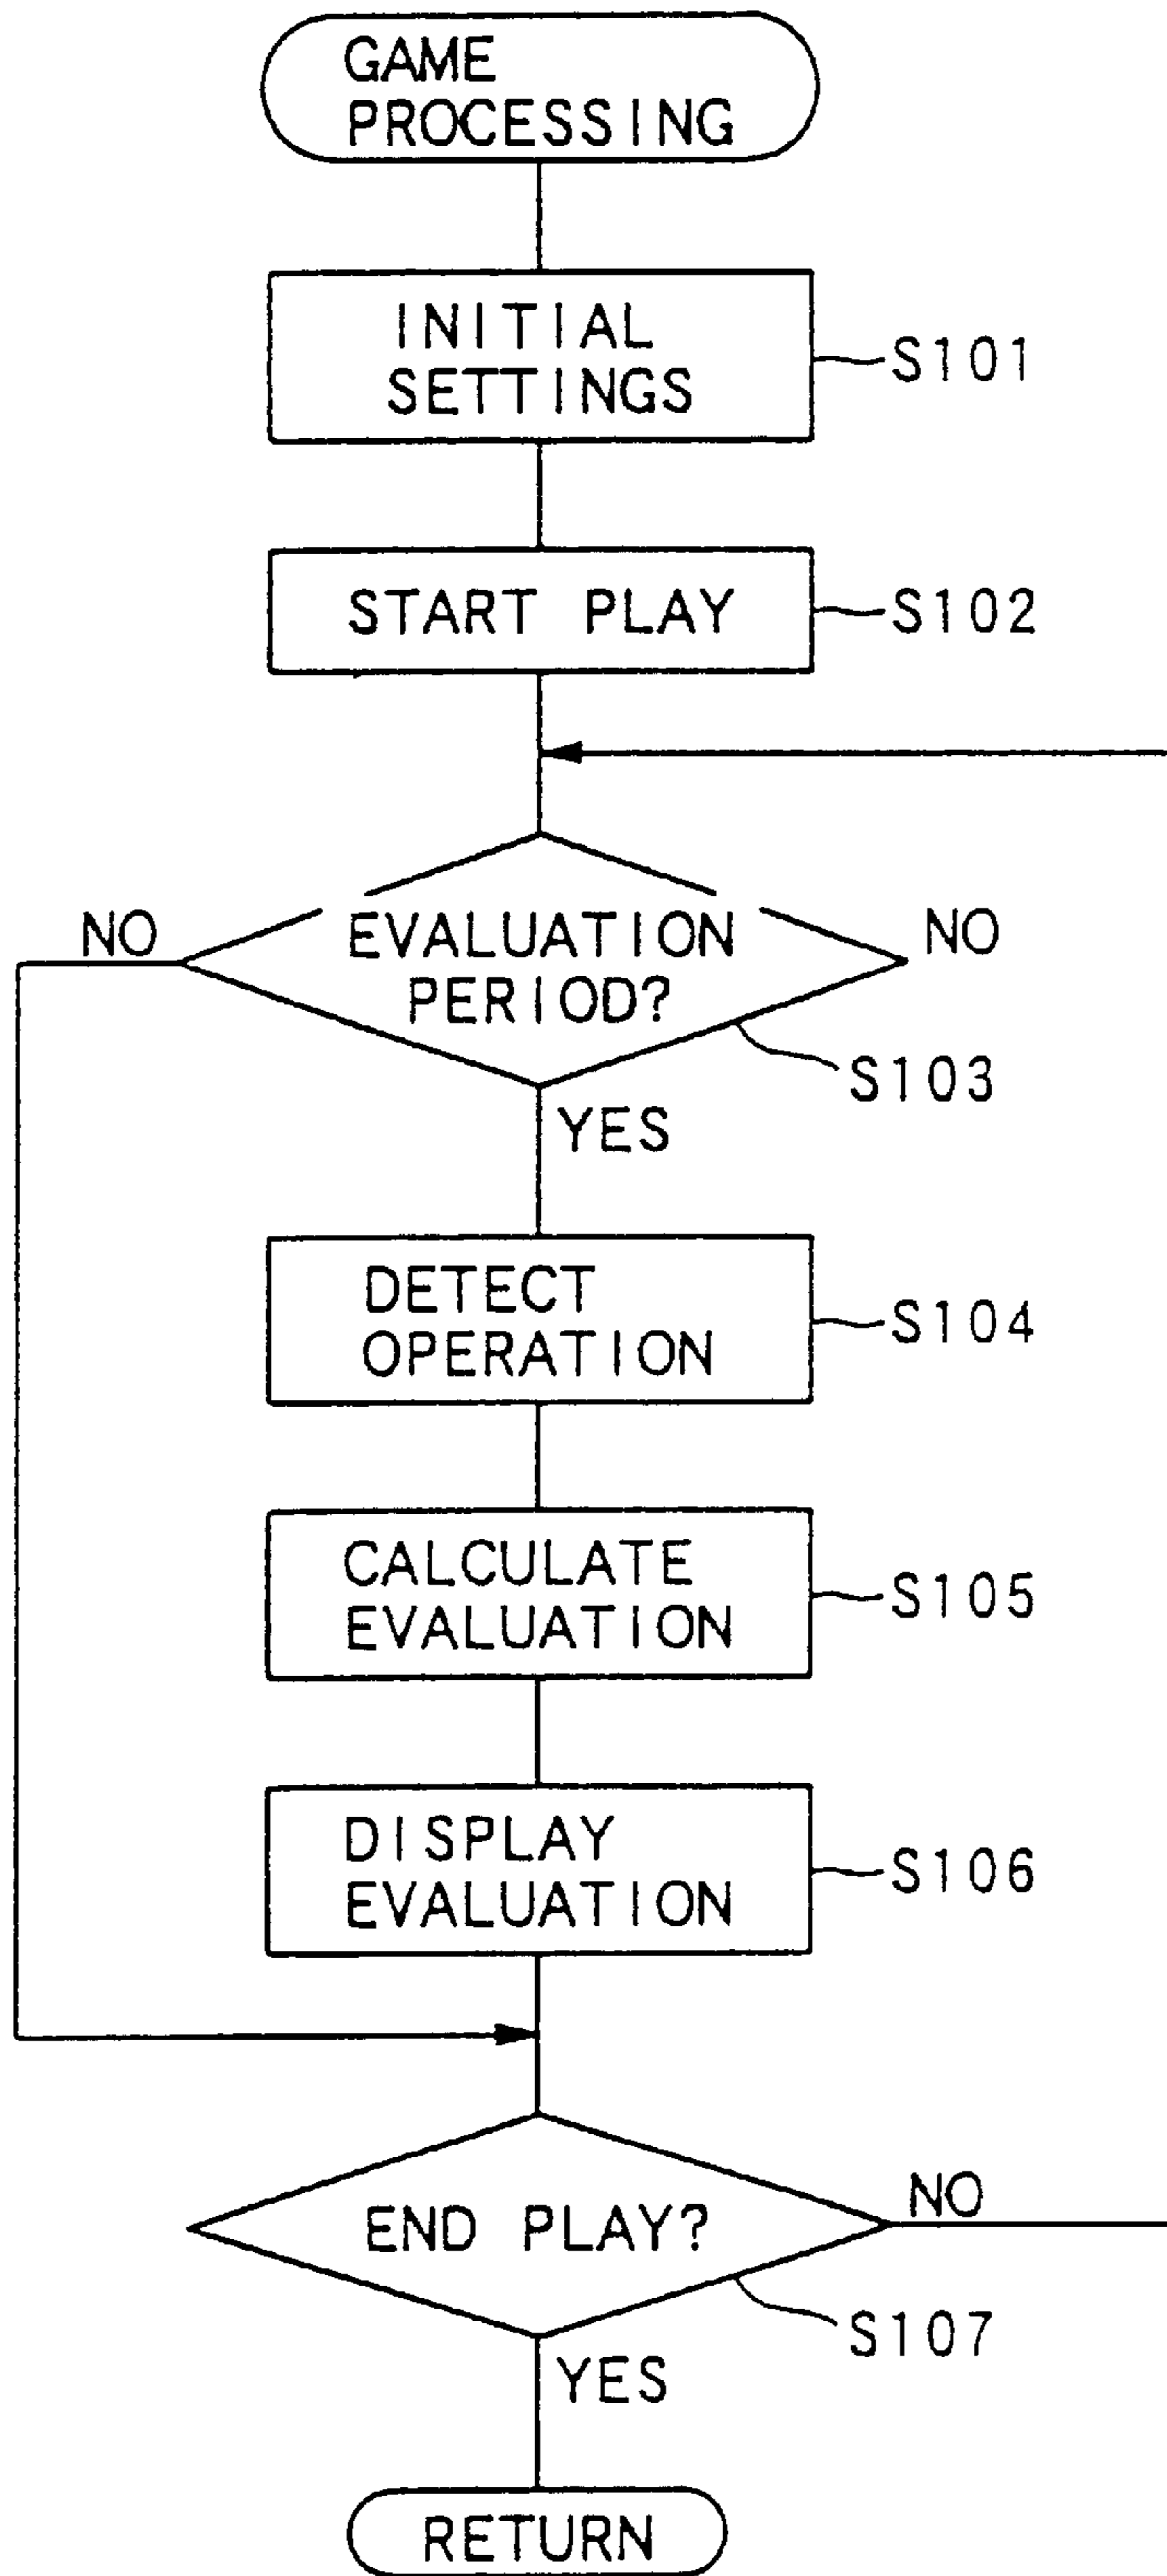 GAME
PROCESSING
INITIAL
SETTINGS
S101
START PLAY
S102
NO
EVALUATION
PERIOD?
NO
S103
YES
DETECT
OPERATION
S104
CALCULATE
EVALUATION
S105
DISPLAY
EVALUATION
S106
END PLAY?
NO
S107
YES
RETURN